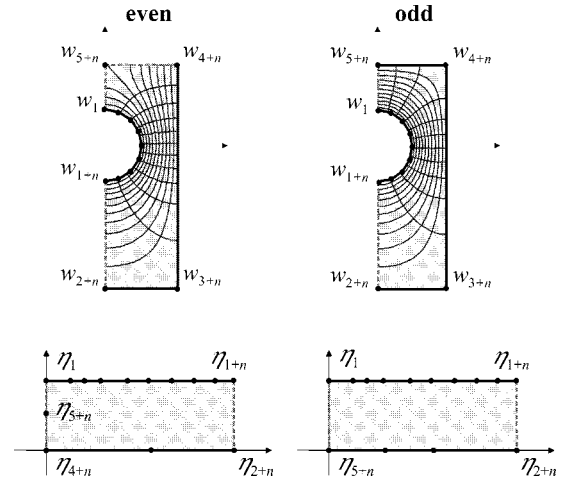 even odd
w₅₊ₙ w₄₊ₙ w₅₊ₙ w₄₊ₙ
w₁ w₁
w₁₊ₙ w₁₊ₙ
w₂₊ₙ w₃₊ₙ w₂₊ₙ w₃₊ₙ
η₁ η₁₊ₙ η₁ η₁₊ₙ
η₅₊ₙ
η₄₊ₙ η₂₊ₙ η₅₊ₙ η₂₊ₙ